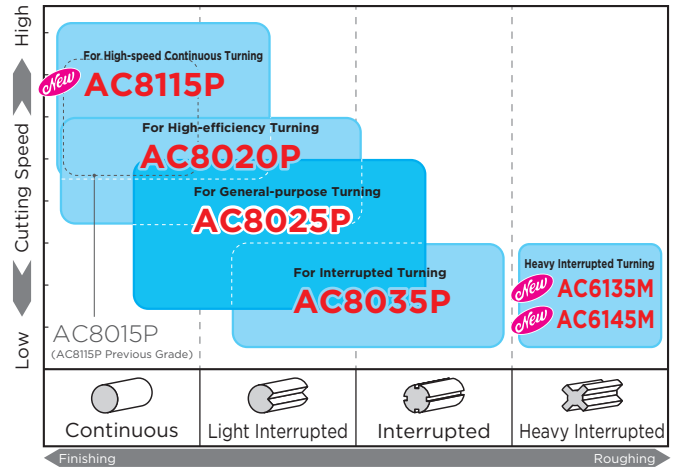 High
Cutting Speed
Low
For High-speed Continuous Turning
New
AC8115P
For High-efficiency Turning
AC8020P
For General-purpose Turning
AC8025P
For Interrupted Turning
AC8035P
Heavy Interrupted Turning
New AC6135M
New AC6145M
AC8015P
(AC8115P Previous Grade)
Continuous
Light Interrupted
Interrupted
Heavy Interrupted
Finishing
Roughing